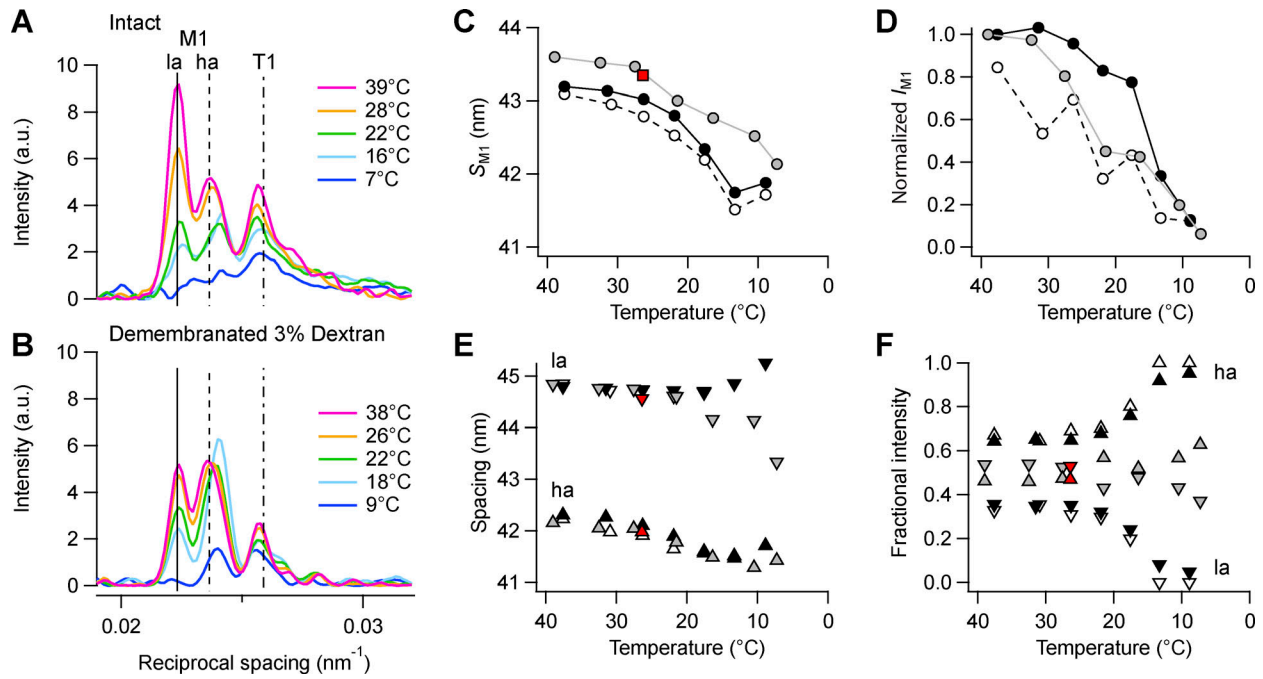 A
Intact
M1
la
ha
T1
10
8
6
4
2
0
Intensity (a.u.)
39°C
28°C
22°C
16°C
7°C
B
Demembranated 3% Dextran
10
8
6
4
2
0
Intensity (a.u.)
38°C
26°C
22°C
18°C
9°C
0.02
0.03
Reciprocal spacing (nm⁻¹)
C
44
43
42
41
S_M1 (nm)
40
30
20
10
0
Temperature (°C)
D
1.0
0.8
0.6
0.4
0.2
0.0
Normalized I_M1
40
30
20
10
0
Temperature (°C)
E
la
ha
45
44
43
42
41
Spacing (nm)
40
30
20
10
0
Temperature (°C)
F
ha
la
1.0
0.8
0.6
0.4
0.2
0.0
Fractional intensity
40
30
20
10
0
Temperature (°C)